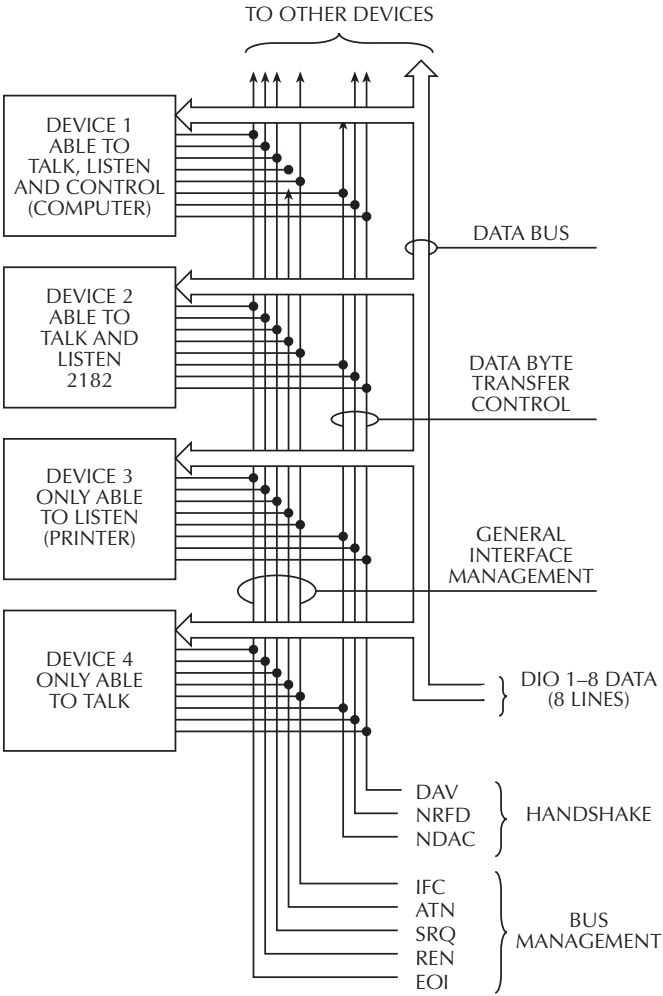 TO OTHER DEVICES
DEVICE 1
ABLE TO
TALK, LISTEN
AND CONTROL
(COMPUTER)
DATA BUS
DEVICE 2
ABLE TO
TALK AND
LISTEN
2182
DATA BYTE
TRANSFER
CONTROL
DEVICE 3
ONLY ABLE
TO LISTEN
(PRINTER)
GENERAL
INTERFACE
MANAGEMENT
DEVICE 4
ONLY ABLE
TO TALK
DIO 1–8 DATA
(8 LINES)
DAV
NRFD
NDAC
HANDSHAKE
IFC
ATN
SRQ
REN
EOI
BUS
MANAGEMENT